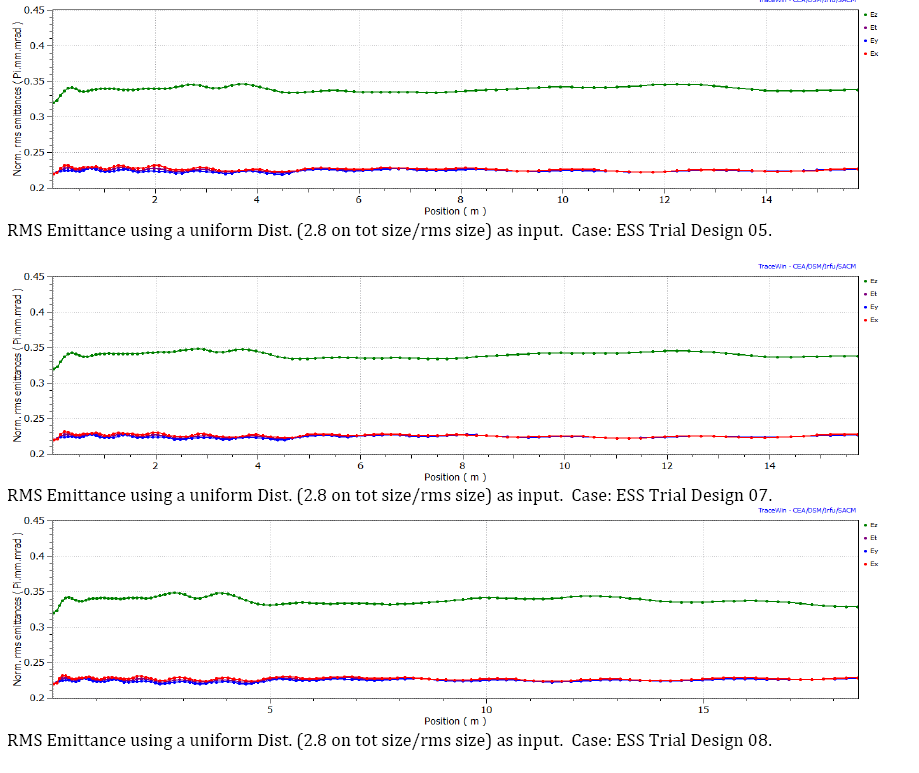 TraceWin - CEA/DSM/Irfu/SACM
0.45
0.4
0.35
0.3
0.25
0.2
Norm. rms emittances ( Pi.mm.mrad )
2 4 6 8 10 12 14
Position ( m )
Ez
Et
Ey
Ex
RMS Emittance using a uniform Dist. (2.8 on tot size/rms size) as input. Case: ESS Trial Design 05.
TraceWin - CEA/DSM/Irfu/SACM
0.45
0.4
0.35
0.3
0.25
0.2
Norm. rms emittances ( Pi.mm.mrad )
2 4 6 8 10 12 14
Position ( m )
Ez
Et
Ey
Ex
RMS Emittance using a uniform Dist. (2.8 on tot size/rms size) as input. Case: ESS Trial Design 07.
TraceWin - CEA/DSM/Irfu/SACM
0.45
0.4
0.35
0.3
0.25
0.2
Norm. rms emittances ( Pi.mm.mrad )
5 10 15
Position ( m )
Ez
Et
Ey
Ex
RMS Emittance using a uniform Dist. (2.8 on tot size/rms size) as input. Case: ESS Trial Design 08.